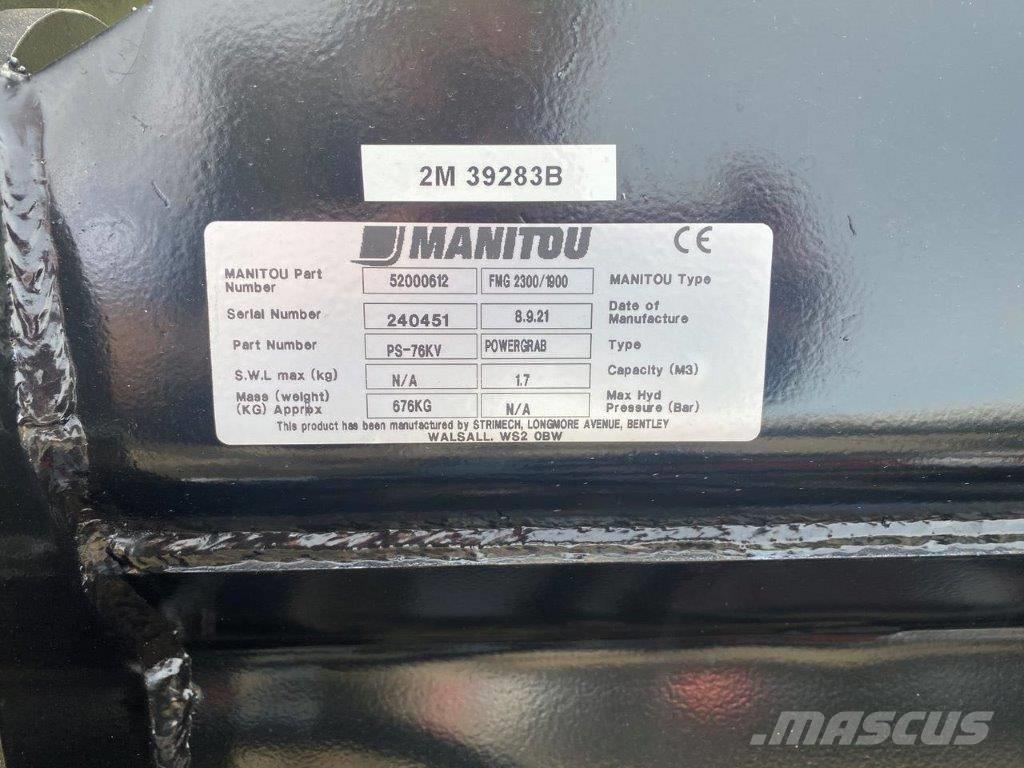 2M 39283B
MANITOU CE
MANITOU Part Number 52000612 FMG 2300/1900 MANITOU Type
Serial Number 240451 8.9.21 Date of Manufacture
Part Number PS-76KV POWERGRAB Type
S.W.L max (kg) N/A 1.7 Capacity (M3)
Mass (weight) (KG) Approx 676KG N/A Max Hyd Pressure (Bar)
This product has been manufactured by STRIMECH, LONGMORE AVENUE, BENTLEY
WALSALL. WS2 0BW
.MASCUS